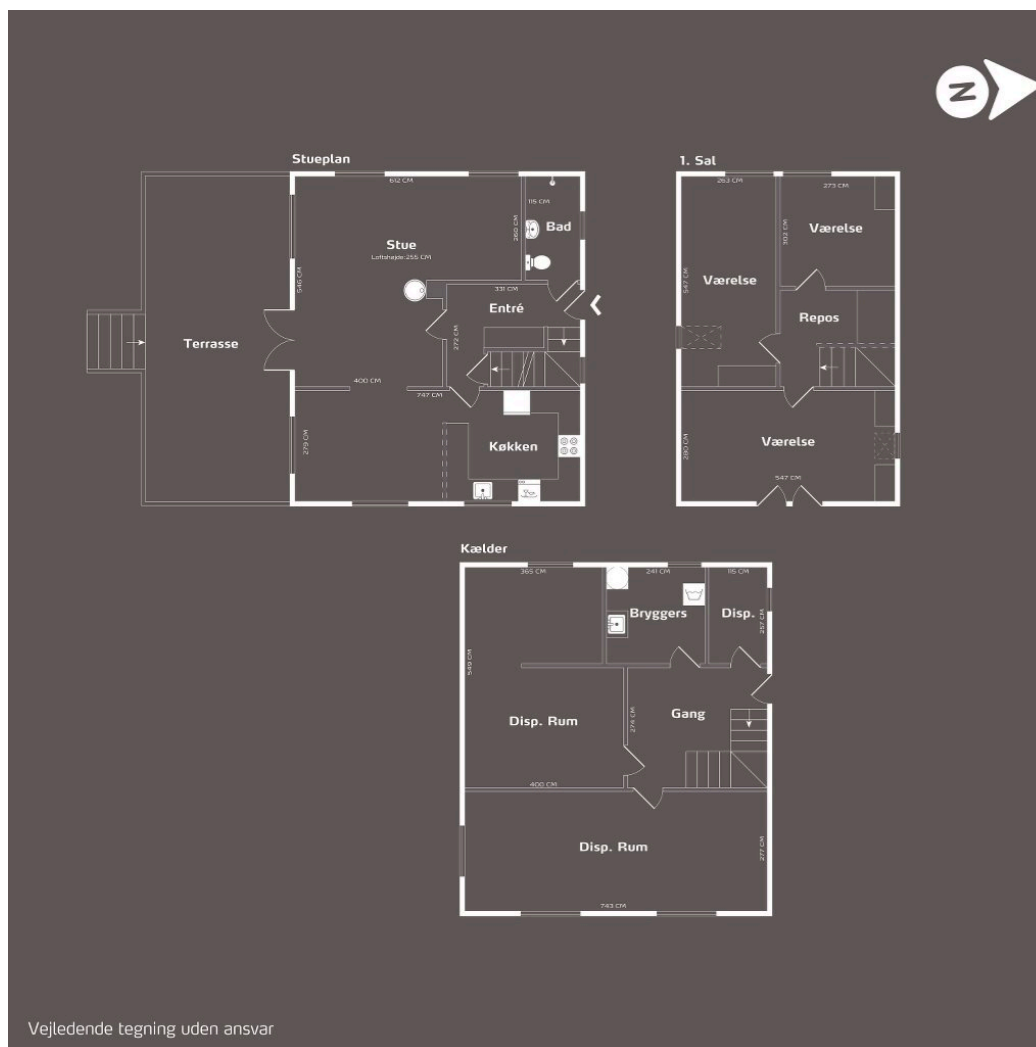 N
Stueplan
612 CM
115 CM
260 CM
Bad
Stue
Loftshøjde: 255 CM
546 CM
331 CM
Entré
272 CM
Terrasse
400 CM
747 CM
279 CM
Køkken
1. Sal
263 CM
273 CM
302 CM
Værelse
547 CM
Værelse
Repos
280 CM
Værelse
547 CM
Kælder
365 CM
241 CM
115 CM
Bryggers
Disp.
257 CM
549 CM
Disp. Rum
274 CM
Gang
400 CM
Disp. Rum
277 CM
743 CM
Vejledende tegning uden ansvar